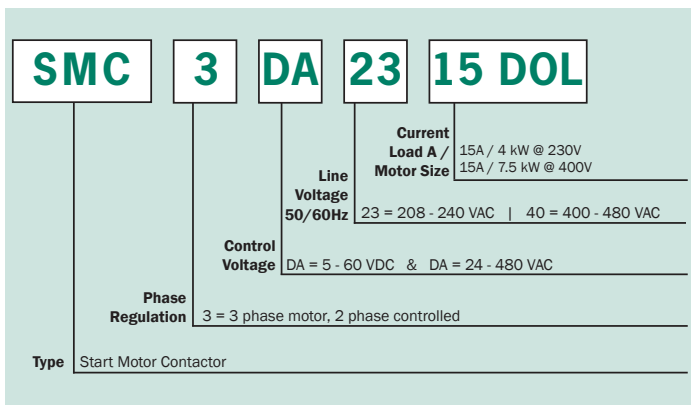 SMC 3 DA 23 15 DOL
Current
Load A /
Motor Size
15A / 4 kW @ 230V
15A / 7.5 kW @ 400V
Line
Voltage
50/60Hz
23 = 208 - 240 VAC | 40 = 400 - 480 VAC
Control
Voltage
DA = 5 - 60 VDC & DA = 24 - 480 VAC
Phase
Regulation
3 = 3 phase motor, 2 phase controlled
Type
Start Motor Contactor